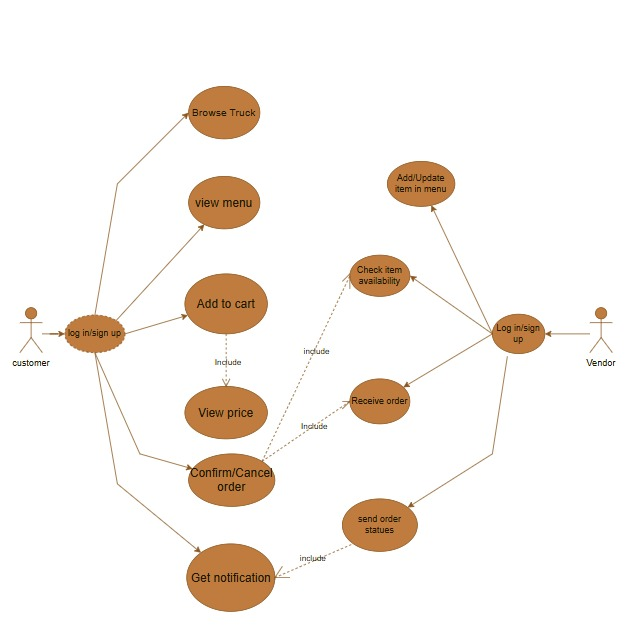 Browse Truck
Add/Update
item in menu
view menu
Check item
availability
Add to cart
log in/sign up
Log in/sign
up
customer
Vendor
include
Include
View price
Receive order
Include
Confirm/Cancel
order
send order
statues
include
Get notification